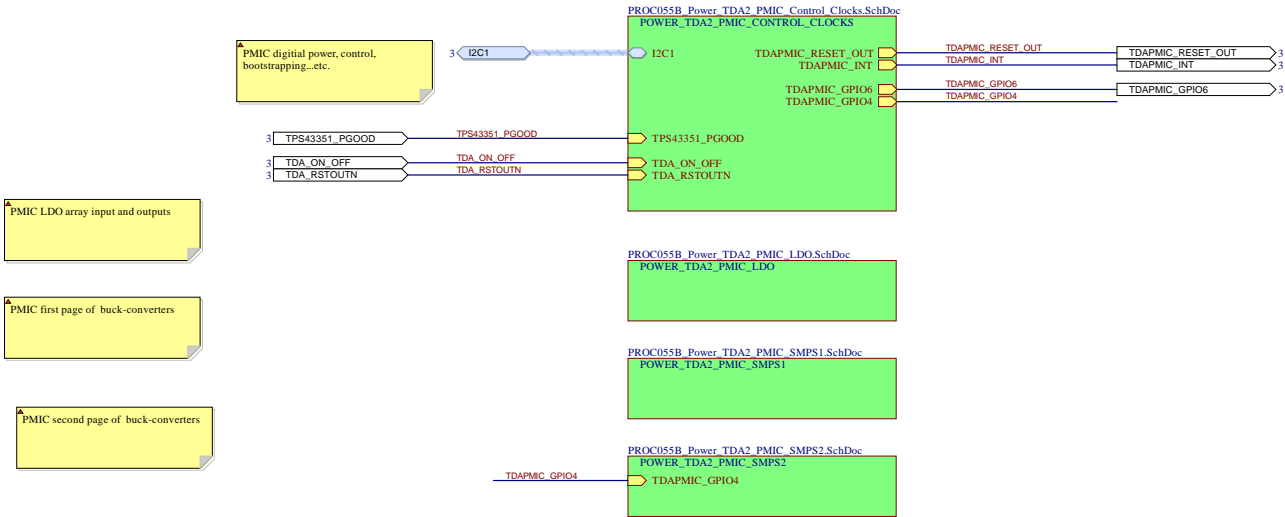 PROC055B_Power_TDA2_PMIC_Control_Clocks.SchDoc
POWER_TDA2_PMIC_CONTROL_CLOCKS
PMIC digitial power, control,
bootstrapping...etc.
3 I2C1 I2C1
TDAPMIC_RESET_OUT TDAPMIC_RESET_OUT TDAPMIC_RESET_OUT 3
TDAPMIC_INT TDAPMIC_INT TDAPMIC_INT 3
TDAPMIC_GPIO6 TDAPMIC_GPIO6 TDAPMIC_GPIO6 3
TDAPMIC_GPIO4 TDAPMIC_GPIO4
3 TPS43351_PGOOD TPS43351_PGOOD TPS43351_PGOOD
3 TDA_ON_OFF TDA_ON_OFF TDA_ON_OFF
3 TDA_RSTOUTN TDA_RSTOUTN TDA_RSTOUTN
PMIC LDO array input and outputs
PROC055B_Power_TDA2_PMIC_LDO.SchDoc
POWER_TDA2_PMIC_LDO
PMIC first page of buck-converters
PROC055B_Power_TDA2_PMIC_SMPS1.SchDoc
POWER_TDA2_PMIC_SMPS1
PMIC second page of buck-converters
PROC055B_Power_TDA2_PMIC_SMPS2.SchDoc
POWER_TDA2_PMIC_SMPS2
TDAPMIC_GPIO4 TDAPMIC_GPIO4